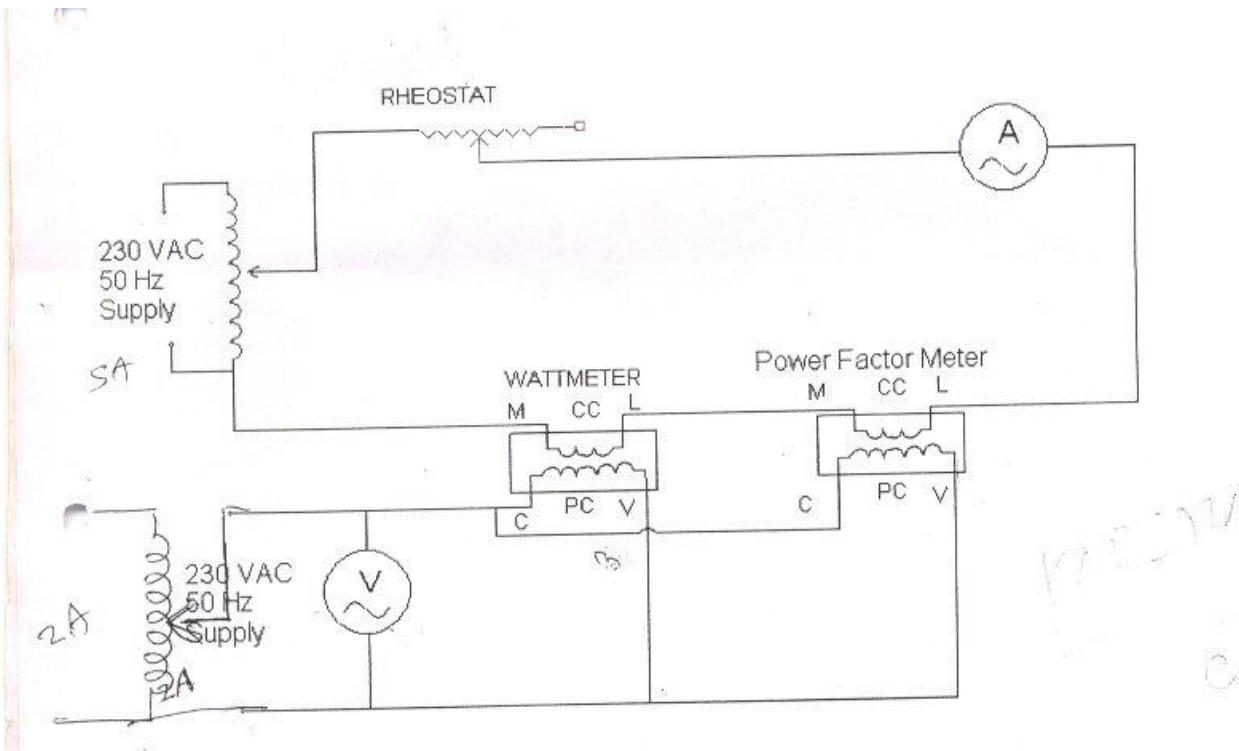 RHEOSTAT
A
230 VAC
50 Hz
Supply
5A
Power Factor Meter
M CC L
WATTMETER
M CC L
C PC V
C PC V
V
230 VAC
50 Hz
Supply
2A
2A